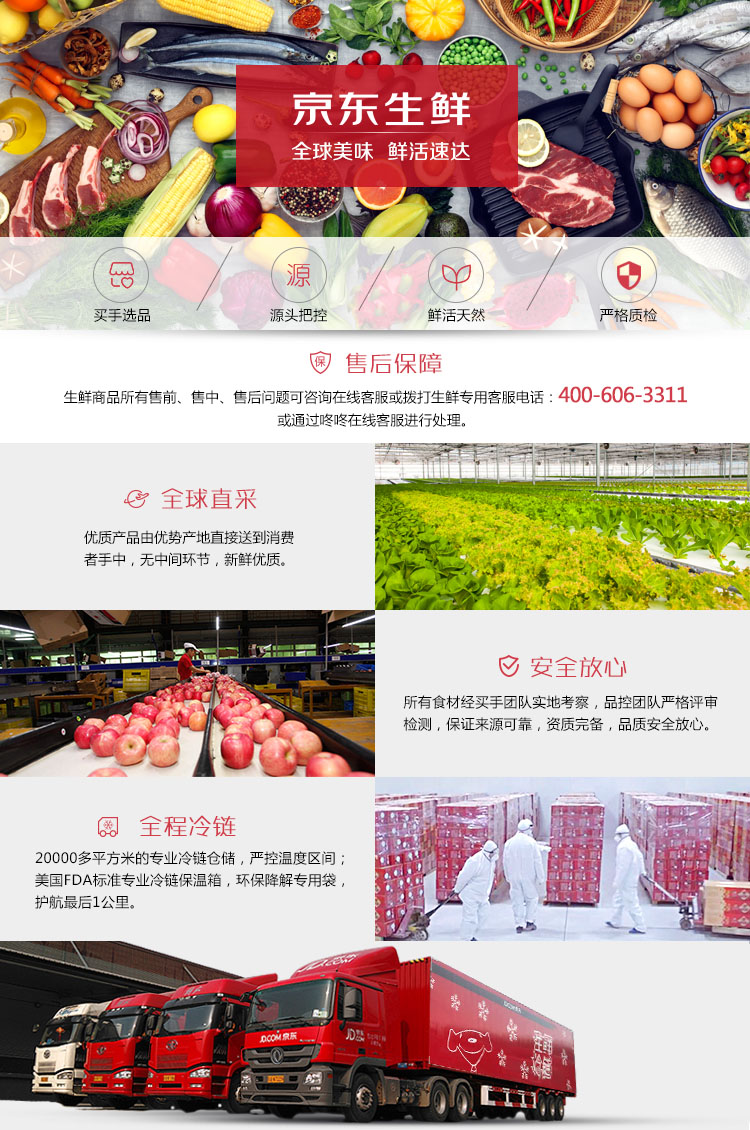 京东生鲜
全球美味 鲜活速达
源
买手选品
源头把控
鲜活天然
严格质检
保
售后保障
生鲜商品所有售前、售中、售后问题可咨询在线客服或拨打生鲜专用客服电话：400-606-3311
或通过咚咚在线客服进行处理。
全球直采
优质产品由优势产地直接送到消费
者手中，无中间环节，新鲜优质。
安全放心
所有食材经买手团队实地考察，品控团队严格评审
检测，保证来源可靠，资质完备，品质安全放心。
全程冷链
20000多平方米的专业冷链仓储，严控温度区间；
美国FDA标准专业冷链保温箱，环保降解专用袋，
护航最后1公里。
JD.COM 京东
JD.COM 京东
生鲜
冷链